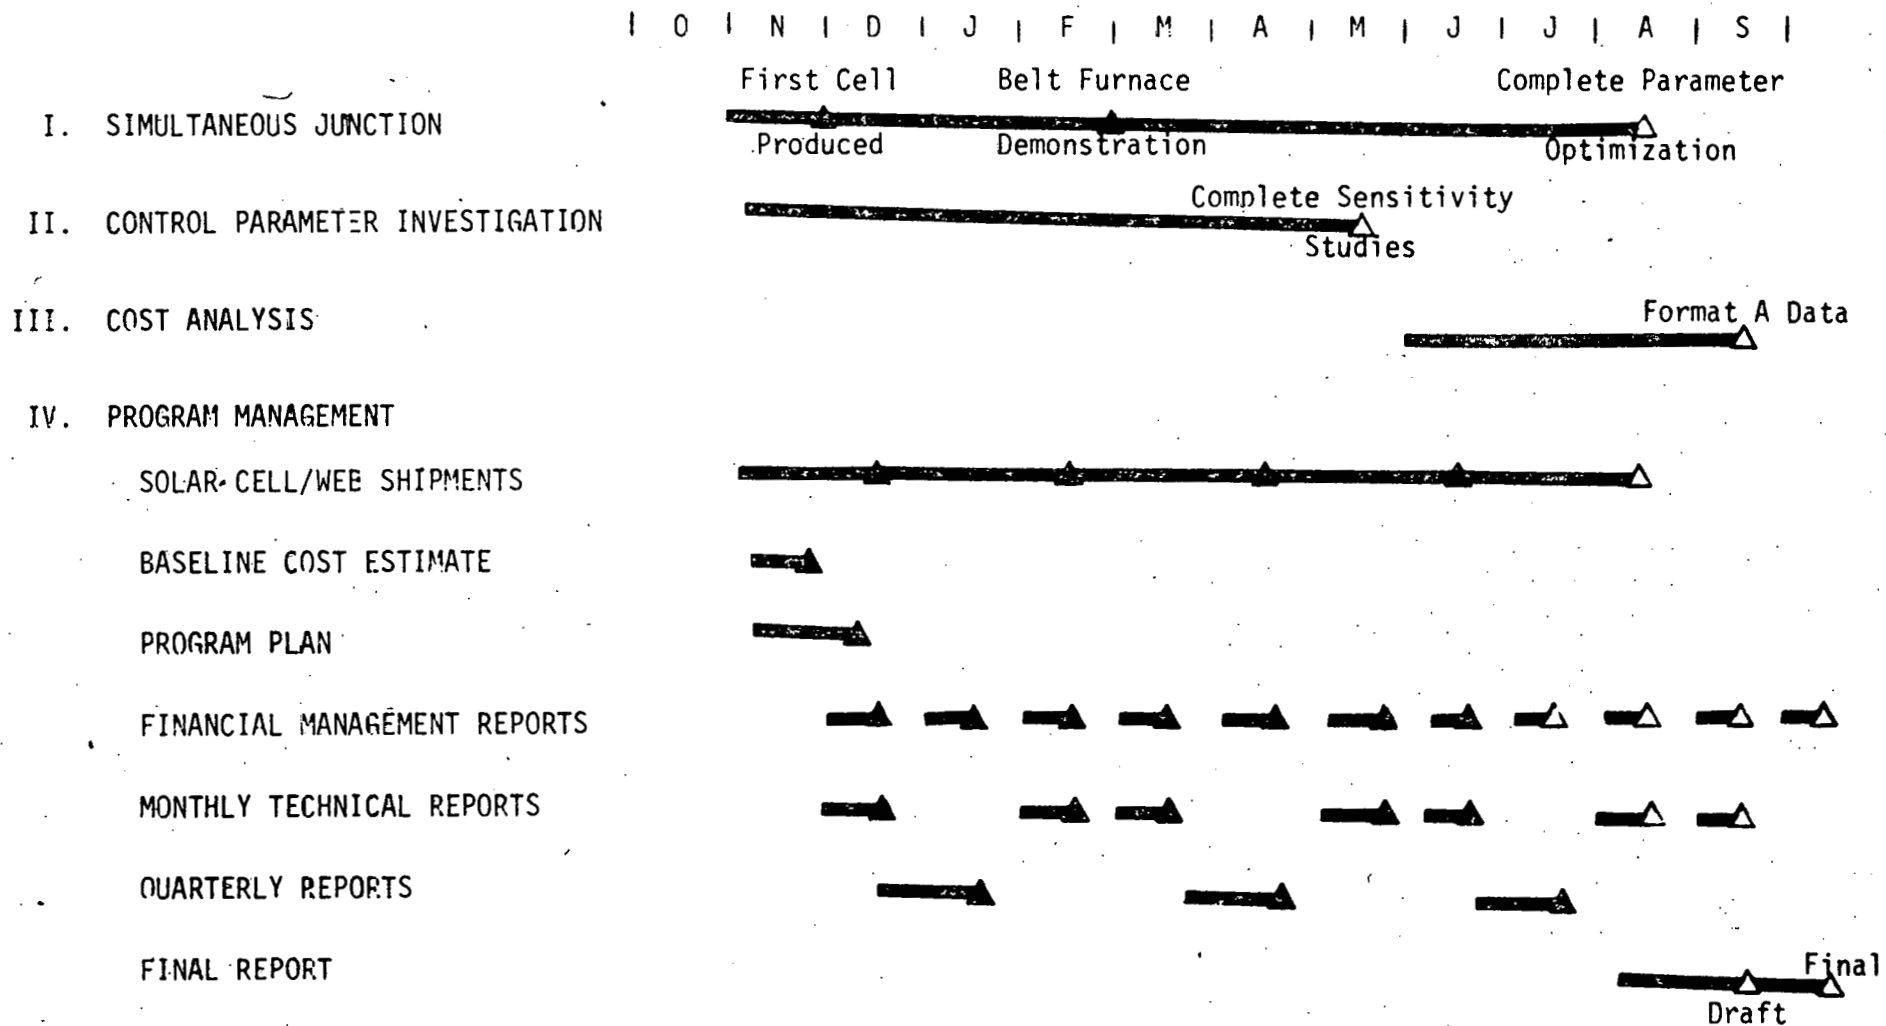 | O | N | D | J | F | M | A | M | J | J | A | S |
First Cell Belt Furnace Complete Parameter
I. SIMULTANEOUS JUNCTION
Produced Demonstration Optimization
Complete Sensitivity
II. CONTROL PARAMETER INVESTIGATION
Studies
Format A Data
III. COST ANALYSIS
IV. PROGRAM MANAGEMENT
SOLAR CELL/WEB SHIPMENTS
BASELINE COST ESTIMATE
PROGRAM PLAN
FINANCIAL MANAGEMENT REPORTS
MONTHLY TECHNICAL REPORTS
QUARTERLY REPORTS
FINAL REPORT
Final
Draft